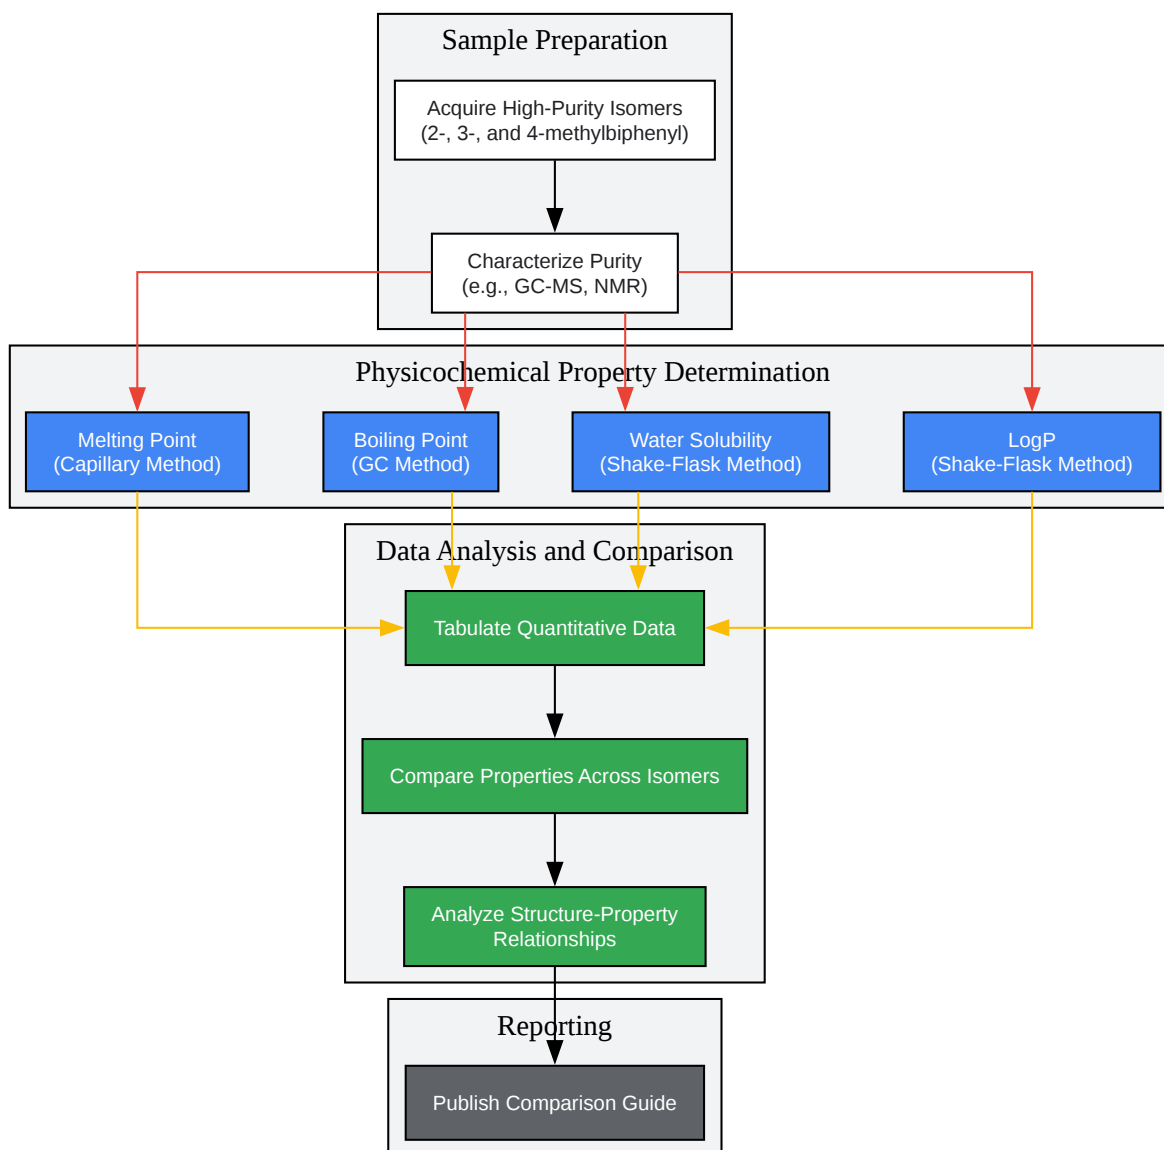 Sample Preparation
Acquire High-Purity Isomers
(2-, 3-, and 4-methylbiphenyl)
Characterize Purity
(e.g., GC-MS, NMR)
Physicochemical Property Determination
Melting Point
(Capillary Method)
Boiling Point
(GC Method)
Water Solubility
(Shake-Flask Method)
LogP
(Shake-Flask Method)
Data Analysis and Comparison
Tabulate Quantitative Data
Compare Properties Across Isomers
Analyze Structure-Property
Relationships
Reporting
Publish Comparison Guide